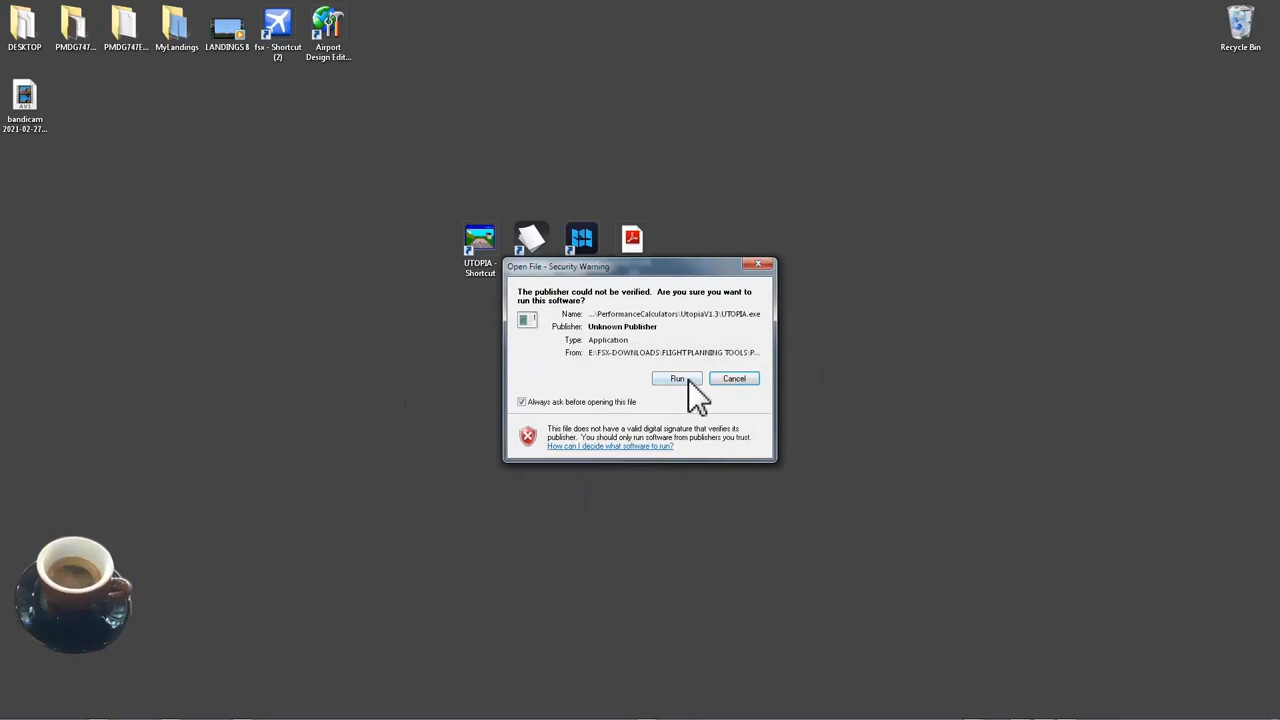 DESKTOP
PMDG747...
PMDG747E...
MyLandings
LANDINGS 8
fsx - Shortcut
(2)
Airport
Design Edit...
Recycle Bin
AVI
bandicam
2021-02-27...
UTOPIA -
Shortcut
Open File - Security Warning
The publisher could not be verified. Are you sure you want to
run this software?
Name: ...\PerformanceCalculators\UtopiaV1.3\UTOPIA.exe
Publisher: Unknown Publisher
Type: Application
From: E:\FSX-DOWNLOADS\FLIGHTPLANNING TOOLS\P...
Run
Cancel
Always ask before opening this file
This file does not have a valid digital signature that verifies its
publisher. You should only run software from publishers you trust.
How can I decide what software to run?